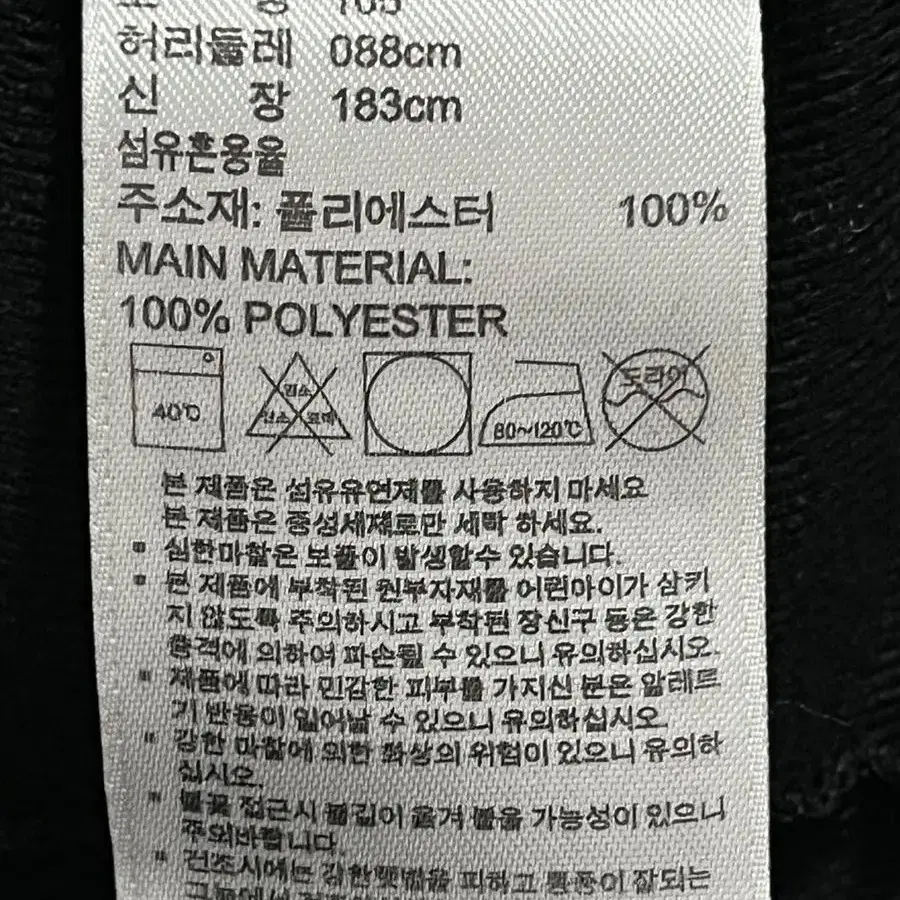 105
허리둘레 088cm
신 장 183cm
섬유혼용율
주소재: 폴리에스터 100%
MAIN MATERIAL:
100% POLYESTER
40℃
염소
산소 표백
80~120℃
드라이
본 제품은 섬유유연제를 사용하지 마세요
본 제품은 중성세제로만 세탁 하세요.
심한마찰은 보풀이 발생할수 있습니다.
본 제품에 부착된 원부자재를 어린아이가 삼키
지 않도록 주의하시고 부착된 장신구 등은 강한
충격에 의하여 파손될 수 있으니 유의하십시오.
제품에 따라 민감한 피부를 가지신 분은 알레르
기 반응이 일어날 수 있으니 유의하십시오
강한 마찰에 의한 화상의 위험이 있으니 유의하
십시오.
불꽃 접근시 불길이 옮겨 붙을 가능성이 있으니
주의바랍니다.
건조시에는 강한햇볕을 피하고 통풍이 잘되는